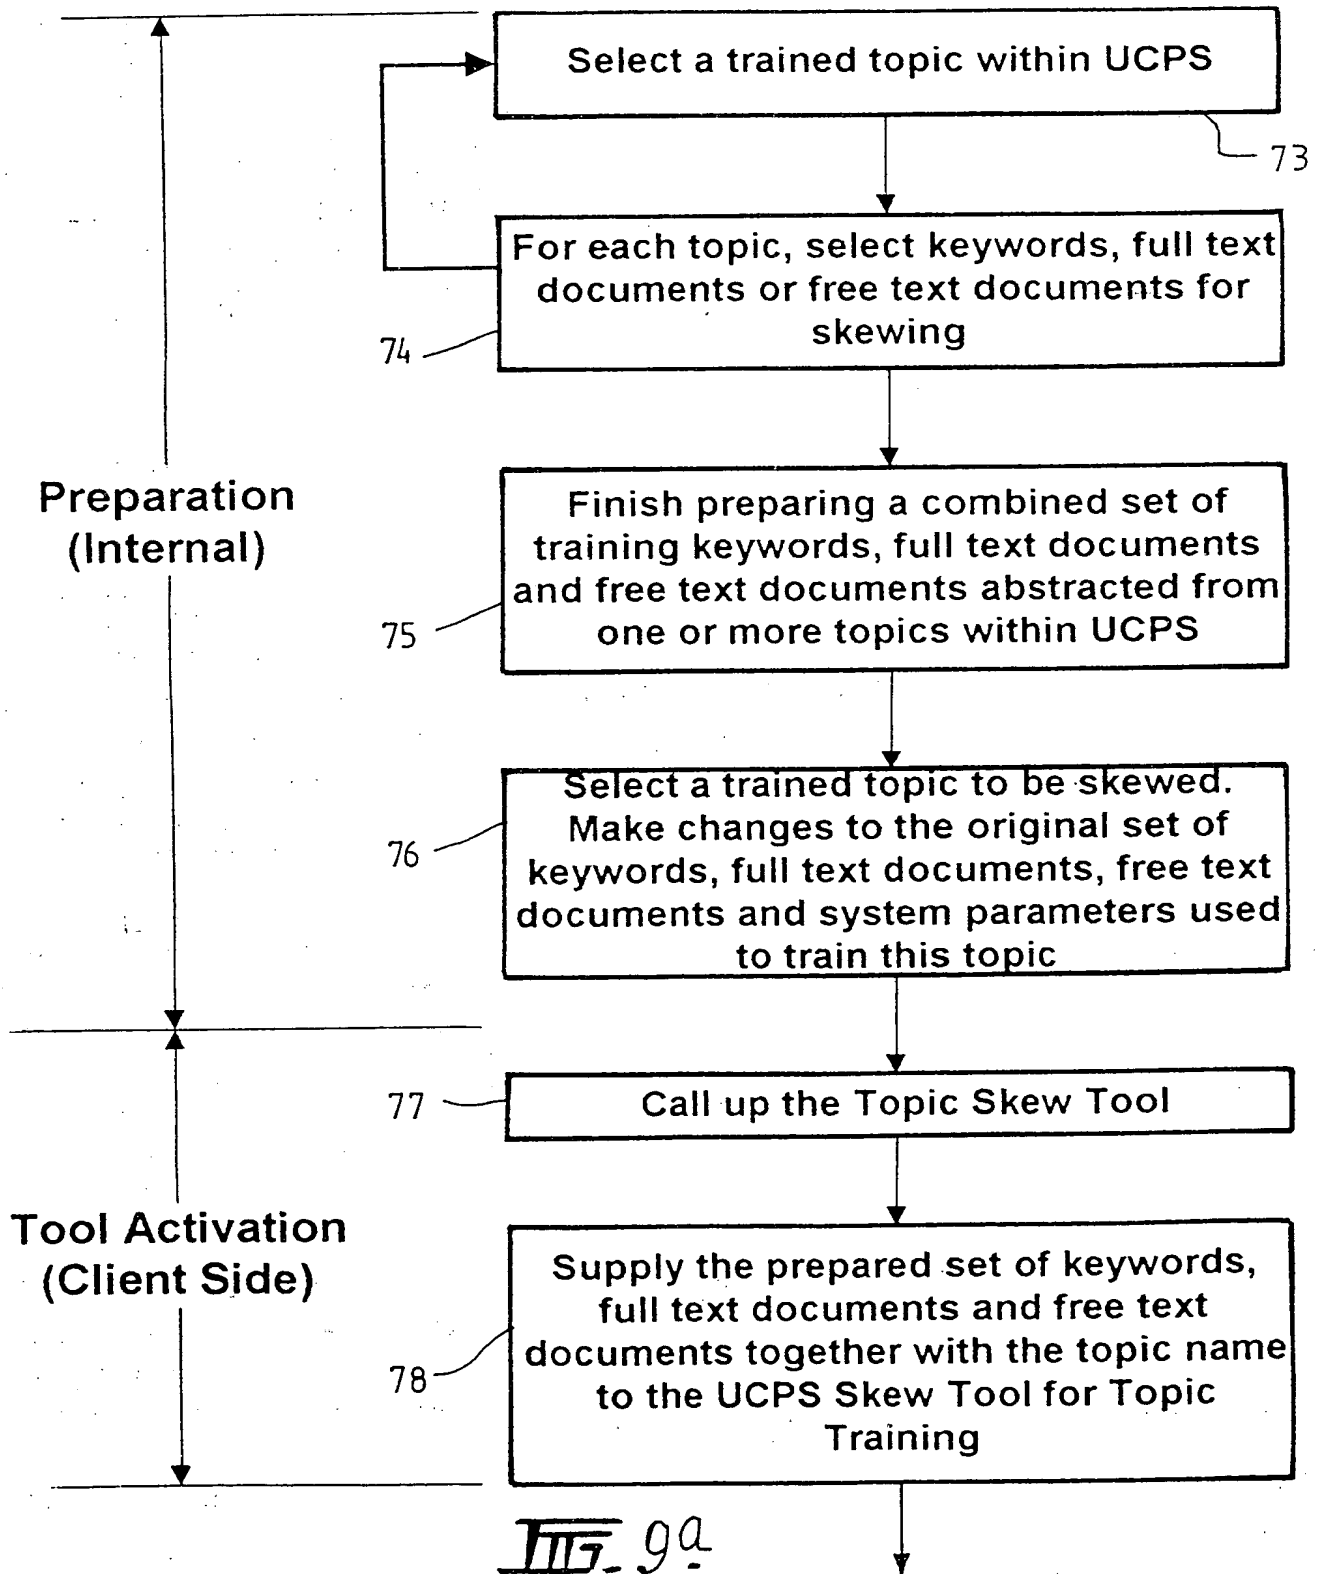 Select a trained topic within UCPS
73
For each topic, select keywords, full text
documents or free text documents for
skewing
74
Preparation
(Internal)
Finish preparing a combined set of
training keywords, full text documents
and free text documents abstracted from
one or more topics within UCPS
75
Select a trained topic to be skewed.
Make changes to the original set of
keywords, full text documents, free text
documents and system parameters used
to train this topic
76
Call up the Topic Skew Tool
77
Tool Activation
(Client Side)
Supply the prepared set of keywords,
full text documents and free text
documents together with the topic name
to the UCPS Skew Tool for Topic
Training
78
FIG. 9a